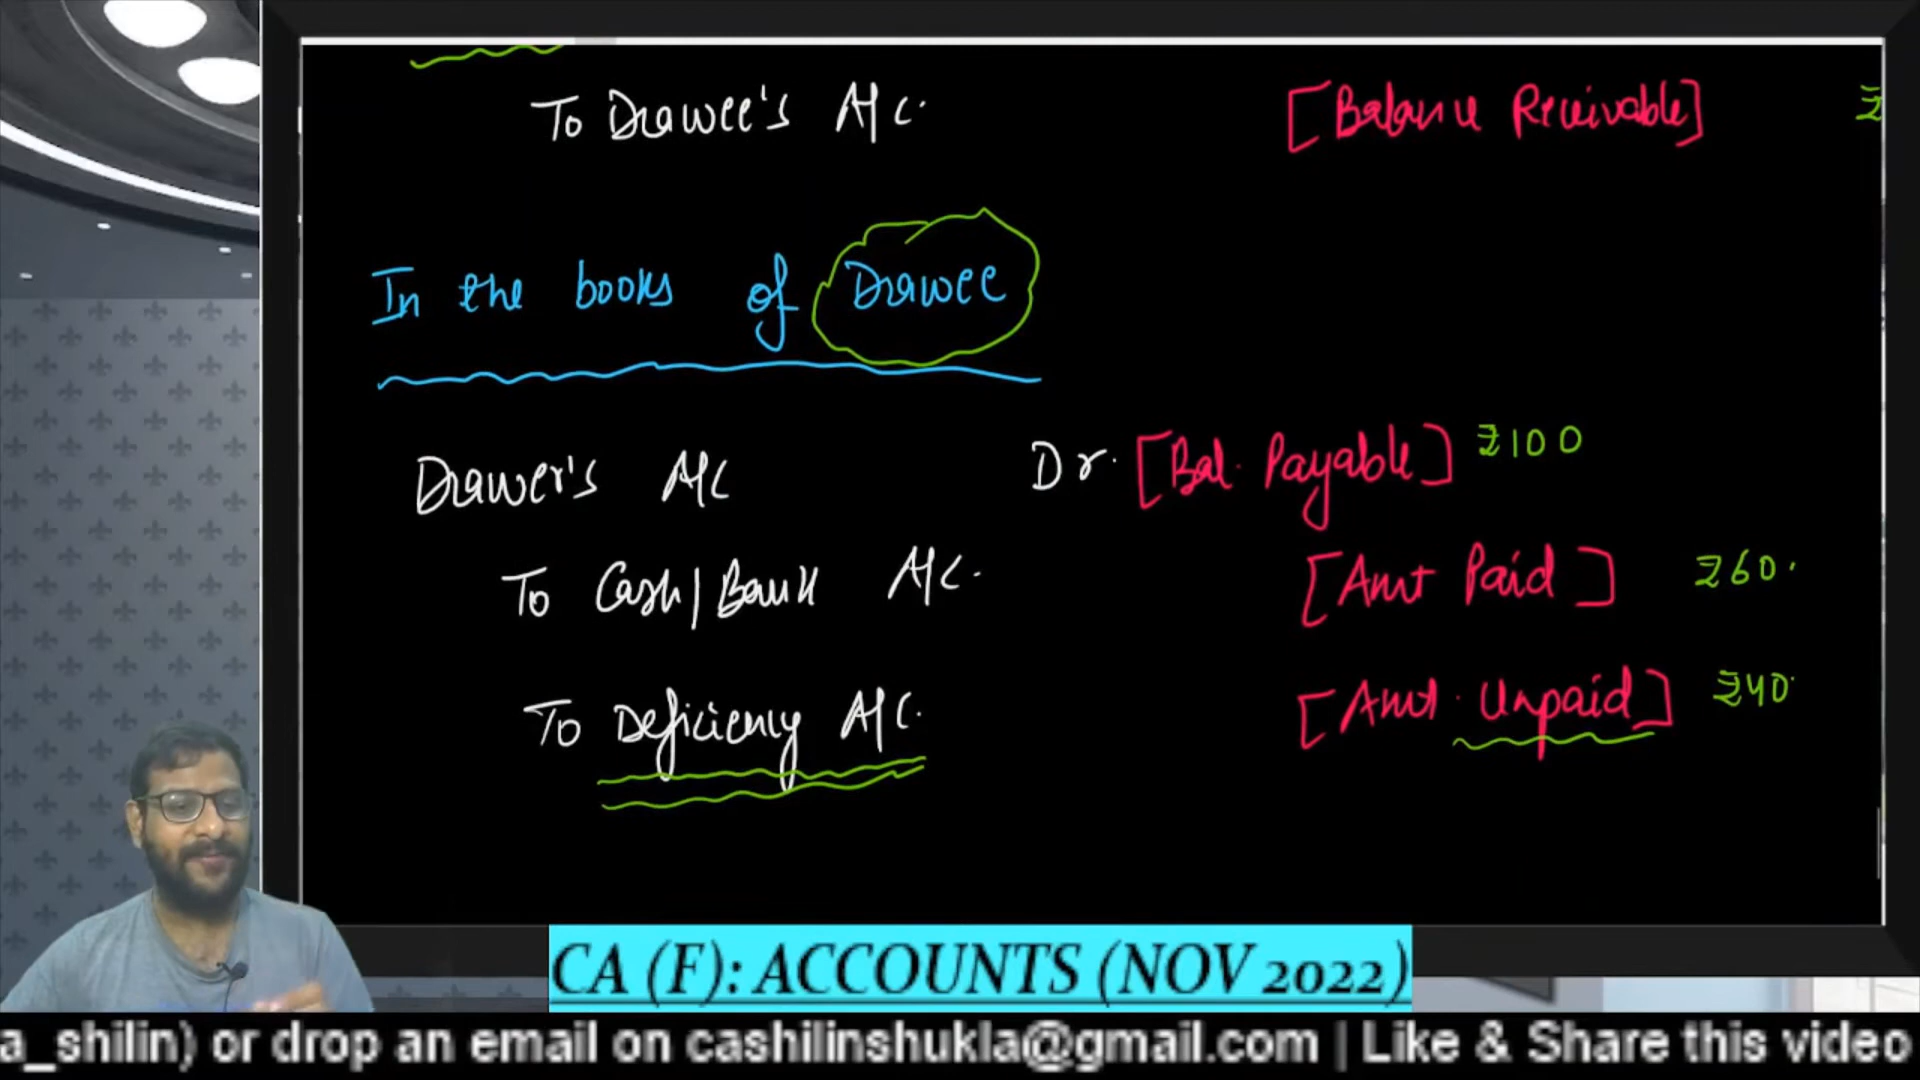 To Drawee's A/c. [Balance Receivable] ₹
In the books of Drawee
Drawer's A/c Dr. [Bal. Payable] ₹100
To Cash/Bank A/c. [Amt Paid] ₹60.
To Deficiency A/c. [Amt. Unpaid] ₹40.
CA (F): ACCOUNTS (NOV 2022)
a_shilin) or drop an email on cashilinshukla@gmail.com | Like & Share this video